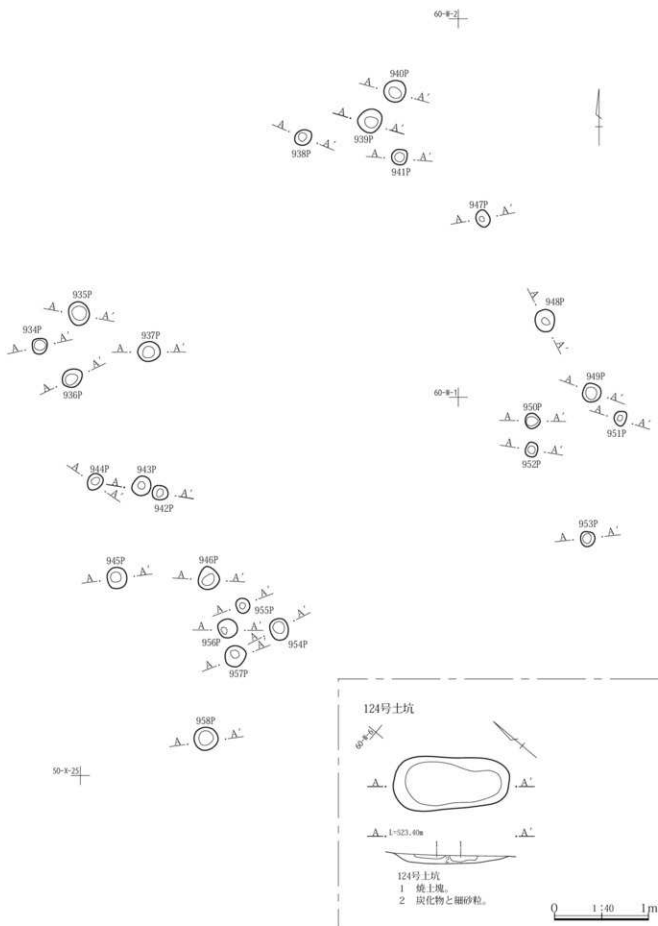 60-W-2
940P
A A′
939P
A A′
938P
A A′
941P
A A′
947P
A A′
935P
A A′
934P
A A′
937P
A A′
936P
A A′
948P
A A′
949P
A A′
60-W-1
950P
A A′
951P
A A′
952P
A A′
944P
A A′
943P
A
942P
A′
953P
A A′
945P
A A′
946P
A A′
955P
A A′
956P
A A′
954P
A A′
957P
A A′
958P
A A′
50-X-25
124号土坑
A A′
A L=523.40m A′
1 1
2
124号土坑
1 焼土塊。
2 炭化物と細砂粒。
0 1:40 1m